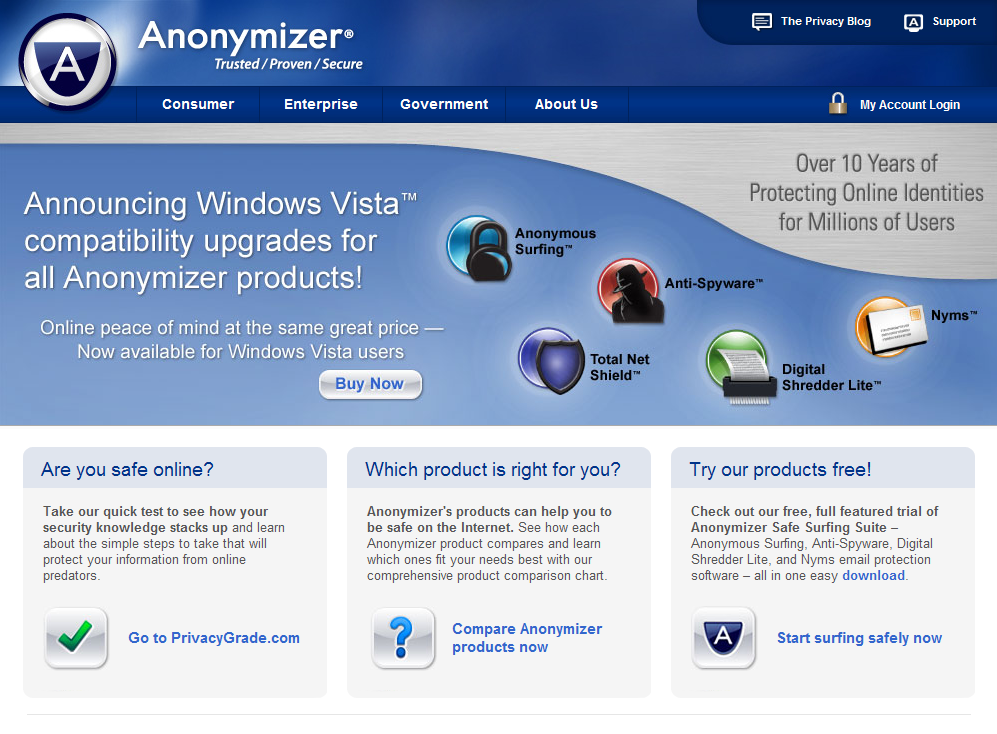 The Privacy Blog
Support
A
Anonymizer®
Trusted / Proven / Secure
Consumer
Enterprise
Government
About Us
My Account Login
Over 10 Years of
Protecting Online Identities
for Millions of Users
Announcing Windows Vista™
compatibility upgrades for
all Anonymizer products!
Online peace of mind at the same great price —
Now available for Windows Vista users
Buy Now
Anonymous
Surfing™
Anti-Spyware™
Nyms™
Total Net
Shield™
Digital
Shredder Lite™
Are you safe online?
Take our quick test to see how your
security knowledge stacks up and learn
about the simple steps to take that will
protect your information from online
predators.
Go to PrivacyGrade.com
Which product is right for you?
Anonymizer's products can help you to
be safe on the Internet. See how each
Anonymizer product compares and learn
which ones fit your needs best with our
comprehensive product comparison chart.
Compare Anonymizer
products now
Try our products free!
Check out our free, full featured trial of
Anonymizer Safe Surfing Suite –
Anonymous Surfing, Anti-Spyware, Digital
Shredder Lite, and Nyms email protection
software – all in one easy download.
A
Start surfing safely now